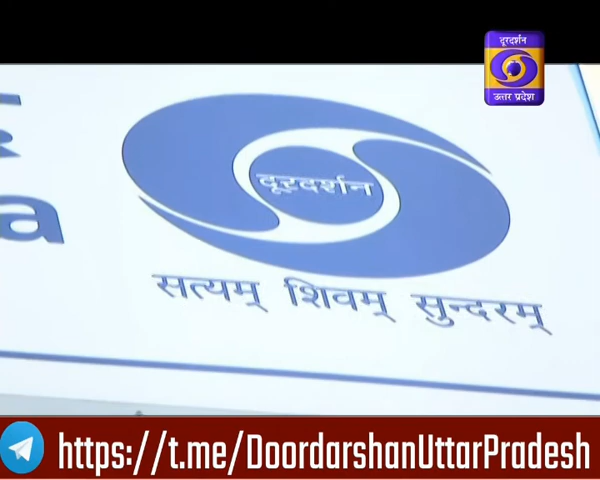 दूरदर्शन
उत्तर प्रदेश
a
दूरदर्शन
सत्यम् शिवम् सुन्दरम्
https://t.me/DoordarshanUttarPradesh